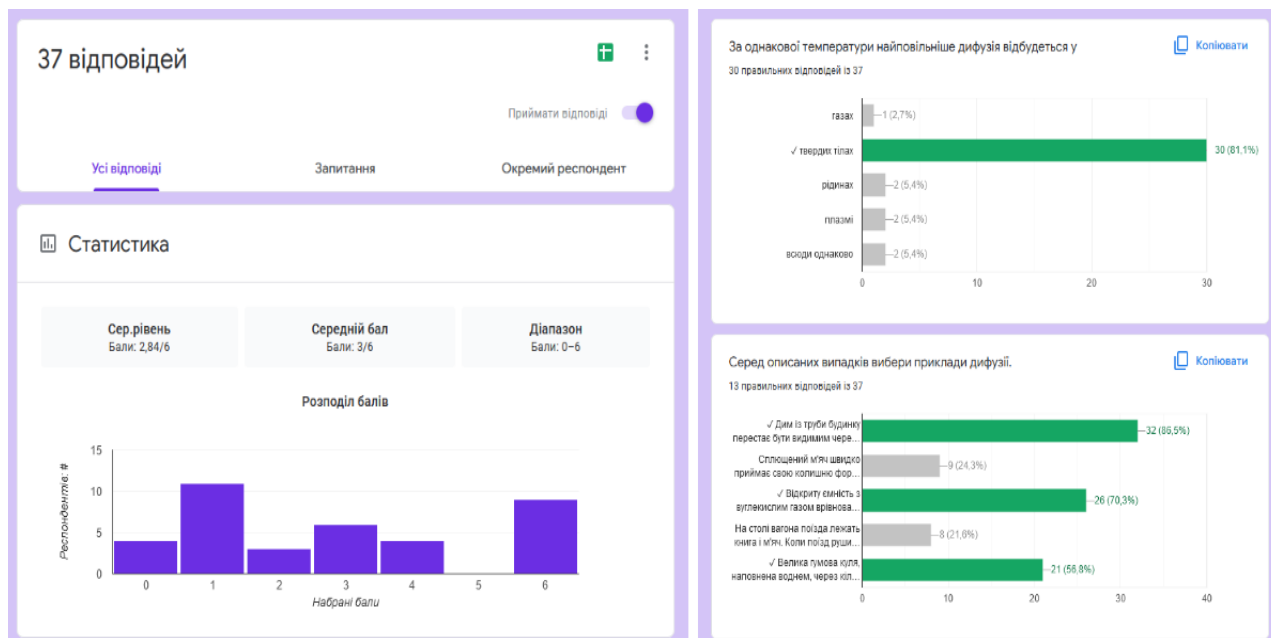 37 відповідей
Приймати відповіді
Усі відповіді
Запитання
Окремий респондент
Статистика
Сер.рівень
Бали: 2,84/6
Середній бал
Бали: 3/6
Діапазон
Бали: 0–6
Розподіл балів
Респондентів: #
15
10
5
0
0 1 2 3 4 5 6
Набрані бали
За однакової температури найповільніше дифузія відбудеться у
Копіювати
30 правильних відповідей із 37
газах
1 (2,7%)
✓ твердих тілах
30 (81,1%)
рідинах
2 (5,4%)
плазмі
2 (5,4%)
всюди однаково
2 (5,4%)
0 10 20 30
Серед описаних випадків вибери приклади дифузії.
Копіювати
13 правильних відповідей із 37
✓ Дим із труби будинку
перестає бути видимим чере...
32 (86,5%)
Сплющений м'яч швидко
приймає свою колишню фор...
9 (24,3%)
✓ Відкриту ємність з
вуглекислим газом врівнова...
26 (70,3%)
На столі вагона поїзда лежать
книга і м'яч. Коли поїзд руши...
8 (21,6%)
✓ Велика гумова куля,
наповнена воднем, через кіл...
21 (56,8%)
0 10 20 30 40